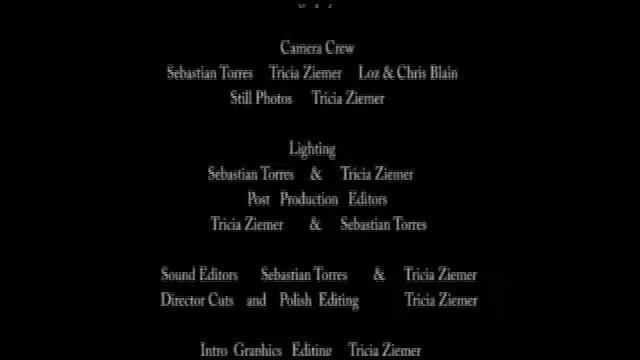 Camera Crew
Sebastian Torres Tricia Ziemer Loz & Chris Blain
Still Photos Tricia Ziemer
Lighting
Sebastian Torres & Tricia Ziemer
Post Production Editors
Tricia Ziemer & Sebastian Torres
Sound Editors Sebastian Torres & Tricia Ziemer
Director Cuts and Polish Editing Tricia Ziemer
Intro Graphics Editing Tricia Ziemer